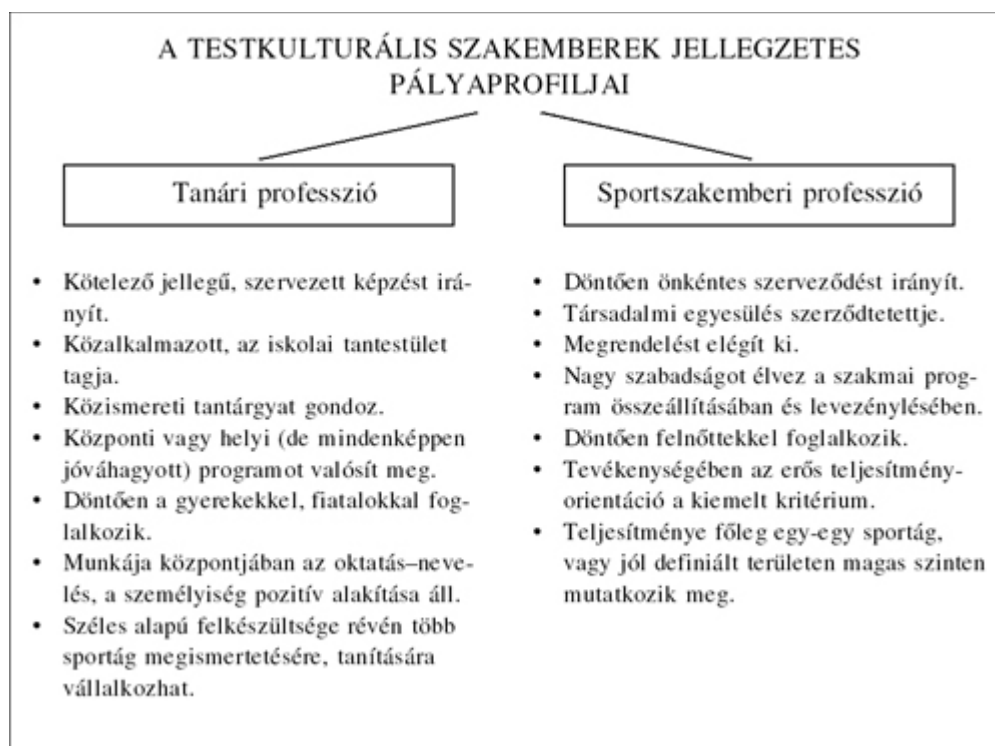 A TESTKULTURÁLIS SZAKEMBEREK JELLEGZETES
PÁLYAPROFILJAI
Tanári professzió
• Kötelező jellegű, szervezett képzést irá-
nyít.
• Közalkalmazott, az iskolai tantestület
tagja.
• Közismereti tantárgyat gondoz.
• Központi vagy helyi (de mindenképpen
jóváhagyott) programot valósít meg.
• Döntően a gyerekekkel, fiatalokkal fog-
lalkozik.
• Munkája központjában az oktatás–neve-
lés, a személyiség pozitív alakítása áll.
• Széles alapú felkészültsége révén több
sportág megismertetésére, tanítására
vállalkozhat.
Sportszakemberi professzió
• Döntően önkéntes szerveződést irányít.
• Társadalmi egyesülés szerződtetettje.
• Megrendelést elégít ki.
• Nagy szabadságot élvez a szakmai prog-
ram összeállításában és levezénylésében.
• Döntően felnőttekkel foglalkozik.
• Tevékenységében az erős teljesítmény-
orientáció a kiemelt kritérium.
• Teljesítménye főleg egy-egy sportág,
vagy jól definiált területen magas szinten
mutatkozik meg.